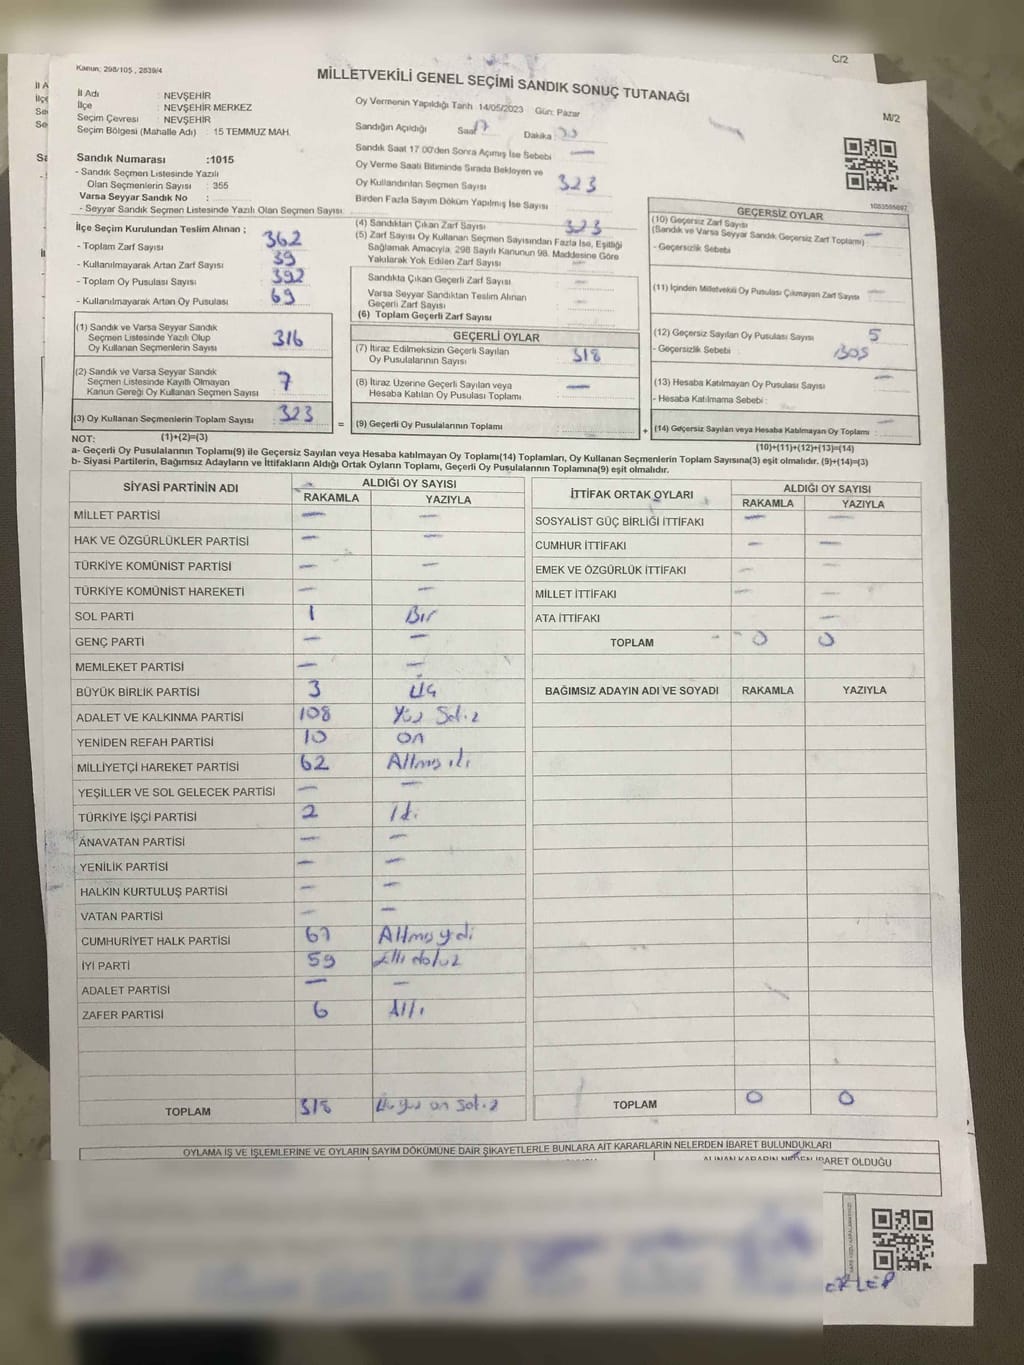 C/2
Kanun: 298/105 , 2839/4
MİLLETVEKİLİ GENEL SEÇİMİ SANDIK SONUÇ TUTANAĞI
M/2
İl Adı : NEVŞEHİR
İlçe : NEVŞEHİR MERKEZ
Seçim Çevresi : NEVŞEHİR
Seçim Bölgesi (Mahalle Adı) : 15 TEMMUZ MAH.
Sandık Numarası :1015
- Sandık Seçmen Listesinde Yazılı
Olan Seçmenlerin Sayısı : 355
Varsa Seyyar Sandık No :
- Seyyar Sandık Seçmen Listesinde Yazılı Olan Seçmen Sayısı:
İlçe Seçim Kurulundan Teslim Alınan ;
- Toplam Zarf Sayısı 362
- Kullanılmayarak Artan Zarf Sayısı 39
- Toplam Oy Pusulası Sayısı 392
- Kullanılmayarak Artan Oy Pusulası 69
(1) Sandık ve Varsa Seyyar Sandık
Seçmen Listesinde Yazılı Olup
Oy Kullanan Seçmenlerin Sayısı 316
(2) Sandık ve Varsa Seyyar Sandık
Seçmen Listesinde Kayıtlı Olmayan
Kanun Gereği Oy Kullanan Seçmen Sayısı 7
(3) Oy Kullanan Seçmenlerin Toplam Sayısı 323
Oy Vermenin Yapıldığı Tarih 14/05/2023 Gün: Pazar
Sandığın Açıldığı Saat 17 Dakika
Sandık Saat 17:00'den Sonra Açılmış İse Sebebi —
Oy Verme Saati Bitiminde Sırada Bekleyen ve
Oy Kullandırılan Seçmen Sayısı 323
Birden Fazla Sayım Döküm Yapılmış İse Sayısı
(4) Sandıktan Çıkan Zarf Sayısı 323
(5) Zarf Sayısı Oy Kullanan Seçmen Sayısından Fazla İse, Eşitliği
Sağlamak Amacıyla, 298 Sayılı Kanunun 98. Maddesine Göre
Yakılarak Yok Edilen Zarf Sayısı —
Sandıkta Çıkan Geçerli Zarf Sayısı —
Varsa Seyyar Sandıktan Teslim Alınan
Geçerli Zarf Sayısı —
(6) Toplam Geçerli Zarf Sayısı
GEÇERLİ OYLAR
(7) İtiraz Edilmeksizin Geçerli Sayılan
Oy Pusulalarının Sayısı 318
(8) İtiraz Üzerine Geçerli Sayılan veya
Hesaba Katılan Oy Pusulası Toplamı —
= (9) Geçerli Oy Pusulalarının Toplamı
1053595697
GEÇERSİZ OYLAR
(10) Geçersiz Zarf Sayısı
(Sandık ve Varsa Seyyar Sandık Geçersiz Zarf Toplamı) —
- Geçersizlik Sebebi :
(11) İçinden Milletvekili Oy Pusulası Çıkmayan Zarf Sayısı —
(12) Geçersiz Sayılan Oy Pusulası Sayısı 5
- Geçersizlik Sebebi : BOŞ
(13) Hesaba Katılmayan Oy Pusulası Sayısı —
- Hesaba Katılmama Sebebi :
+ (14) Geçersiz Sayılan veya Hesaba Katılmayan Oy Toplamı —
NOT: (1)+(2)=(3)
(10)+(11)+(12)+(13)=(14)
a- Geçerli Oy Pusulasının Toplamı(9) ile Geçersiz Sayılan veya Hesaba katılmayan Oy Toplamı(14) Toplamları, Oy Kullanan Seçmenlerin Toplam Sayısına(3) eşit olmalıdır. (9)+(14)=(3)
b- Siyasi Partilerin, Bağımsız Adayların ve İttifakların Aldığı Ortak Oyların Toplamı, Geçerli Oy Pusulalarının Toplamına(9) eşit olmalıdır.
SİYASİ PARTİNİN ADI ALDIĞI OY SAYISI
RAKAMLA YAZIYLA
MİLLET PARTİSİ — —
HAK VE ÖZGÜRLÜKLER PARTİSİ — —
TÜRKİYE KOMÜNİST PARTİSİ — —
TÜRKİYE KOMÜNİST HAREKETİ — —
SOL PARTİ 1 Bir
GENÇ PARTİ — —
MEMLEKET PARTİSİ — —
BÜYÜK BİRLİK PARTİSİ 3 üç
ADALET VE KALKINMA PARTİSİ 108 Yüz Sekiz
YENİDEN REFAH PARTİSİ 10 on
MİLLİYETÇİ HAREKET PARTİSİ 62 Altmış iki
YEŞİLLER VE SOL GELECEK PARTİSİ — —
TÜRKİYE İŞÇİ PARTİSİ 2 İki
ANAVATAN PARTİSİ — —
YENİLİK PARTİSİ — —
HALKIN KURTULUŞ PARTİSİ — —
VATAN PARTİSİ — —
CUMHURİYET HALK PARTİSİ 67 Altmış yedi
İYİ PARTİ 59 Elli dokuz
ADALET PARTİSİ — —
ZAFER PARTİSİ 6 Altı
TOPLAM 318 Üç yüz on sekiz
İTTİFAK ORTAK OYLARI ALDIĞI OY SAYISI
RAKAMLA YAZIYLA
SOSYALİST GÜÇ BİRLİĞİ İTTİFAKI — —
CUMHUR İTTİFAKI — —
EMEK VE ÖZGÜRLÜK İTTİFAKI — —
MİLLET İTTİFAKI — —
ATA İTTİFAKI —
TOPLAM 0 0
BAĞIMSIZ ADAYIN ADI VE SOYADI RAKAMLA YAZIYLA
TOPLAM 0 0
OYLAMA İŞ VE İŞLEMLERİNE VE OYLARIN SAYIM DÖKÜMÜNE DAİR ŞİKAYETLERLE BUNLARA AİT KARARLARIN NELERDEN İBARET BULUNDUKLARI
ALINAN KARARIN NEDEN İBARET OLDUĞU